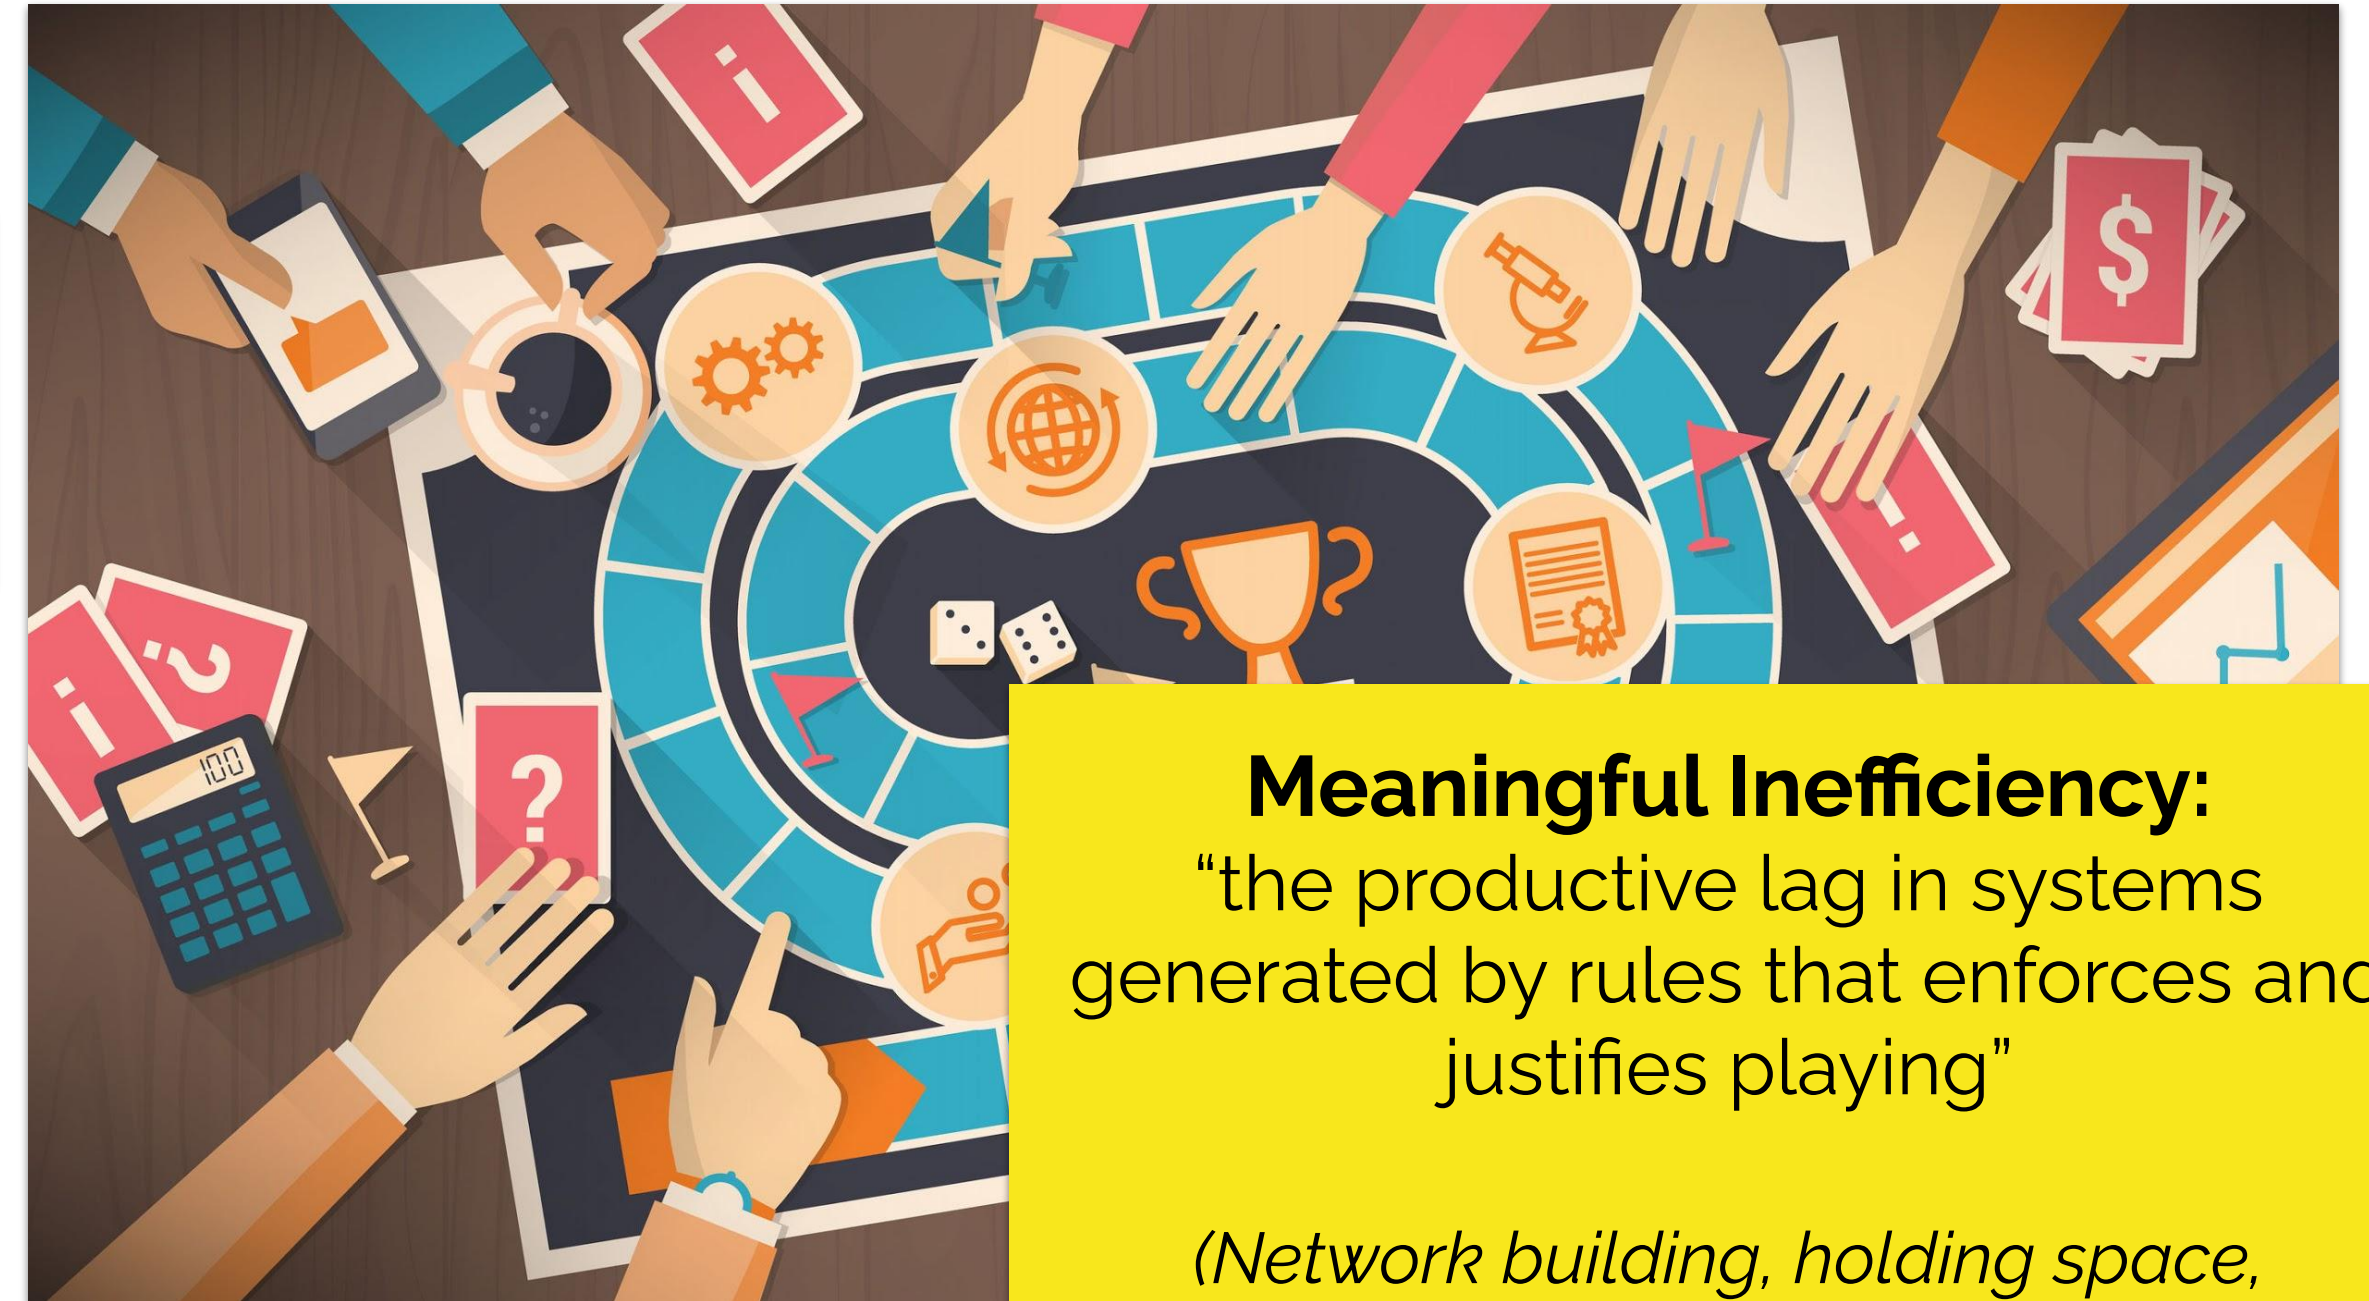 i
$
!
?
i
100
?
Meaningful Inefficiency:
“the productive lag in systems
generated by rules that enforces and
justifies playing”
(Network building, holding space,